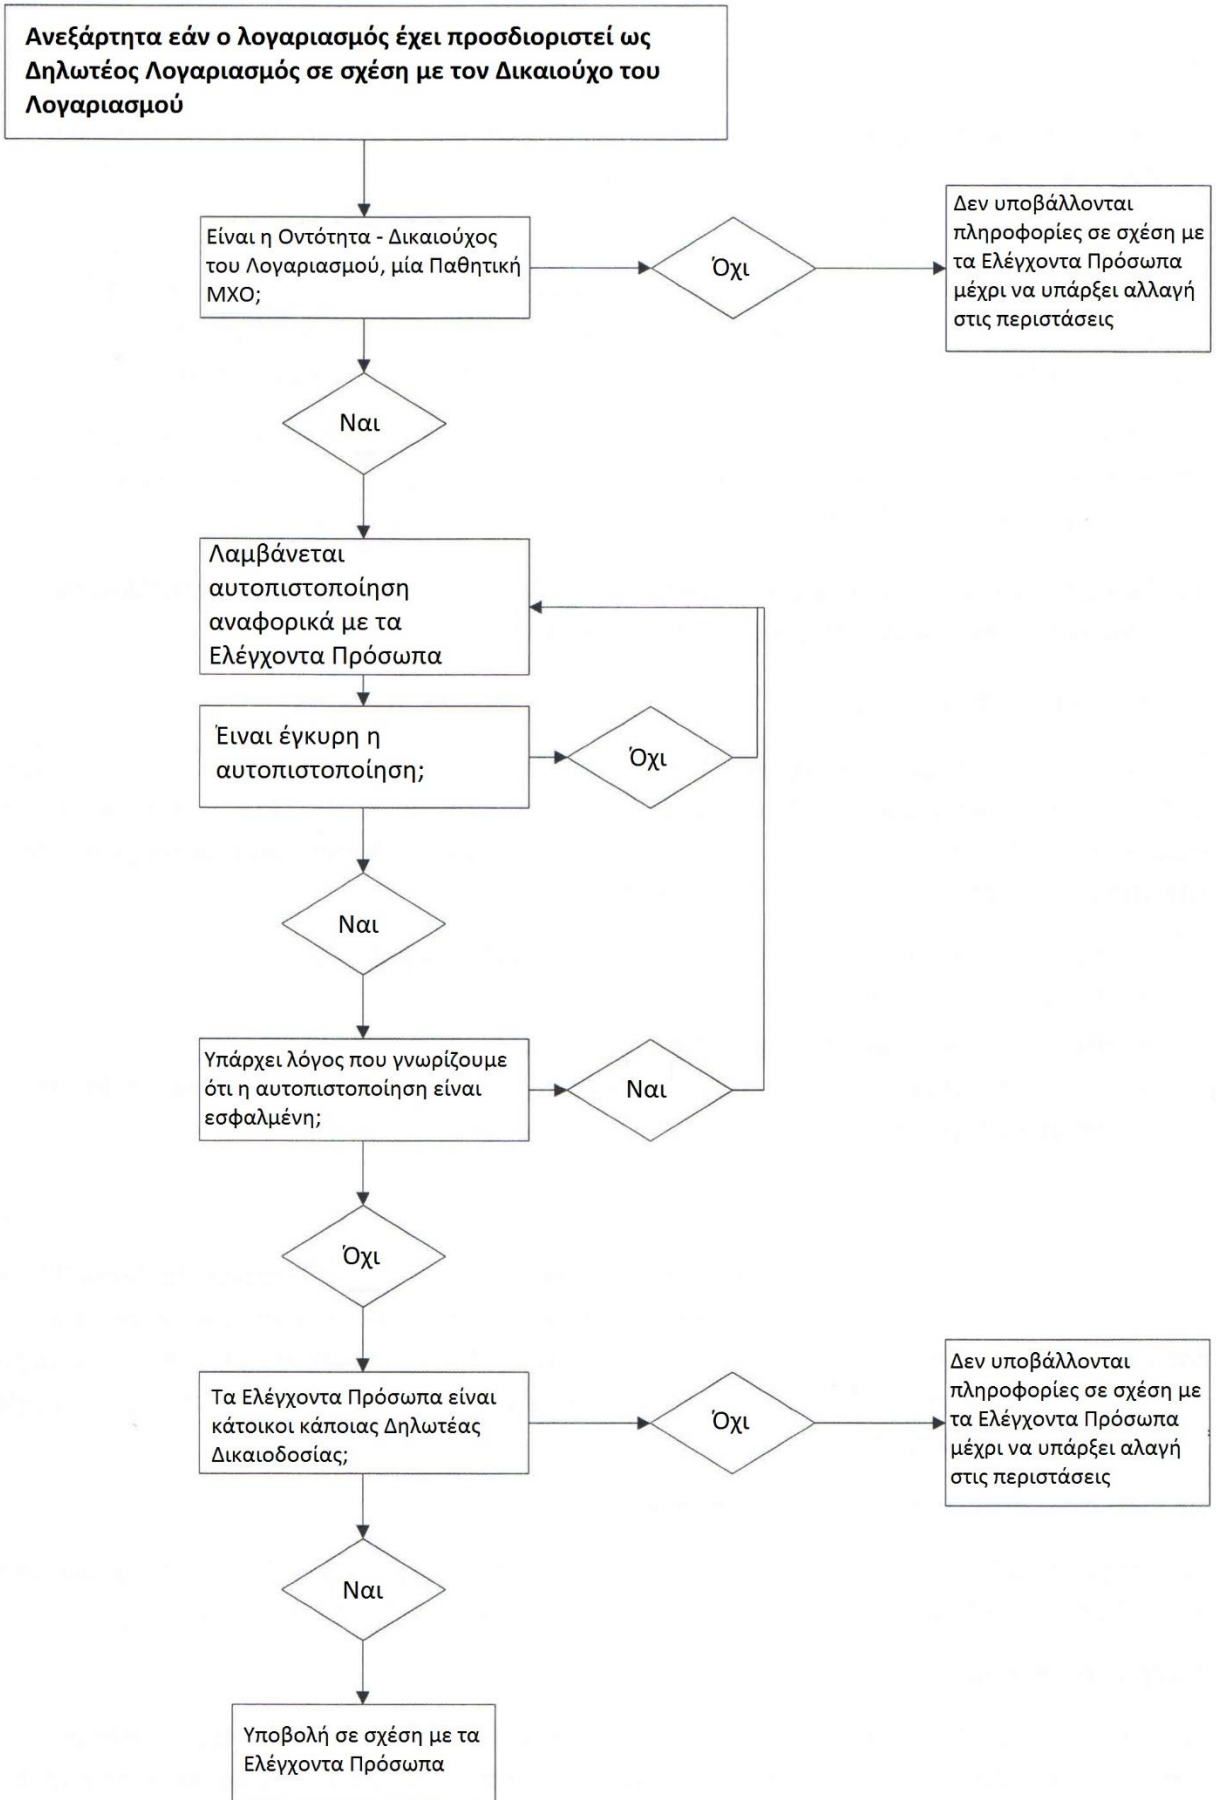 Ανεξάρτητα εάν ο λογαριασμός έχει προσδιοριστεί ως
Δηλωτέος Λογαριασμός σε σχέση με τον Δικαιούχο του
Λογαριασμού
Είναι η Οντότητα - Δικαιούχος
του Λογαριασμού, μία Παθητική
ΜΧΟ;
Όχι
Δεν υποβάλλονται
πληροφορίες σε σχέση με
τα Ελέγχοντα Πρόσωπα
μέχρι να υπάρξει αλλαγή
στις περιστάσεις
Ναι
Λαμβάνεται
αυτοπιστοποίηση
αναφορικά με τα
Ελέγχοντα Πρόσωπα
Έιναι έγκυρη η
αυτοπιστοποίηση;
Όχι
Ναι
Υπάρχει λόγος που γνωρίζουμε
ότι η αυτοπιστοποίηση είναι
εσφαλμένη;
Ναι
Όχι
Τα Ελέγχοντα Πρόσωπα είναι
κάτοικοι κάποιας Δηλωτέας
Δικαιοδοσίας;
Όχι
Δεν υποβάλλονται
πληροφορίες σε σχέση με
τα Ελέγχοντα Πρόσωπα
μέχρι να υπάρξει αλαγή
στις περιστάσεις
Ναι
Υποβολή σε σχέση με τα
Ελέγχοντα Πρόσωπα